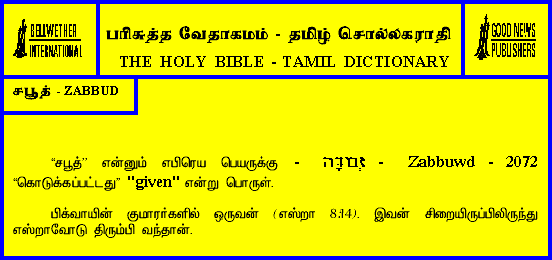 BELLWETHER
INTERNATIONAL
பரிசுத்த வேதாகமம் - தமிழ் சொல்லகராதி
THE HOLY BIBLE - TAMIL DICTIONARY
GOOD NEWS
PUBLISHERS
சபூத் - ZABBUD
“சபூத்” என்னும் எபிரெய பெயருக்கு - זְמִדָּה - Zabbuwd - 2072
“கொடுக்கப்பட்டது” "given" என்று பொருள்.
பிக்வாயின் குமாரர்களில் ஒருவன் (எஸ்றா 8:14). இவன் சிறையிருப்பிலிருந்து
எஸ்றாவோடு திரும்பி வந்தான்.